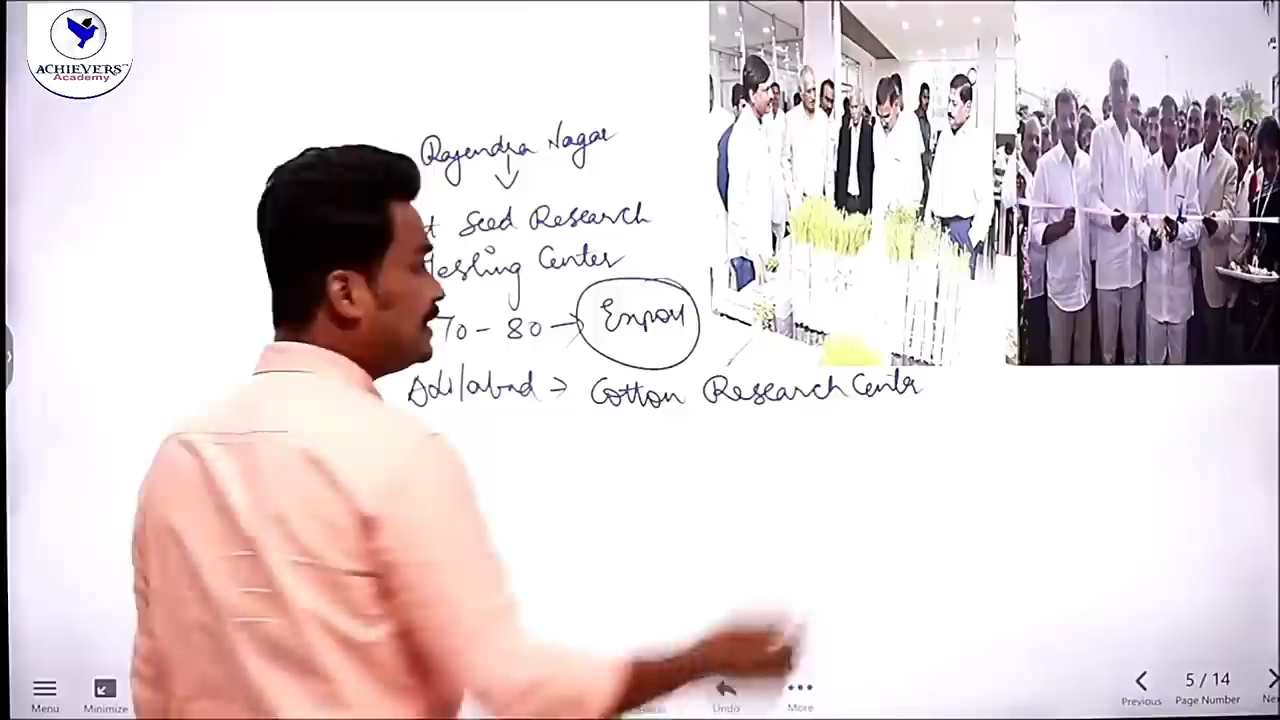 ACHIEVERS
Academy
Rajendra Nagar
Seed Research
Testing Center
70 - 80 → Export
Adilabad → Cotton Research Center
Menu
Minimize
Undo
More
Previous
5 / 14
Page Number